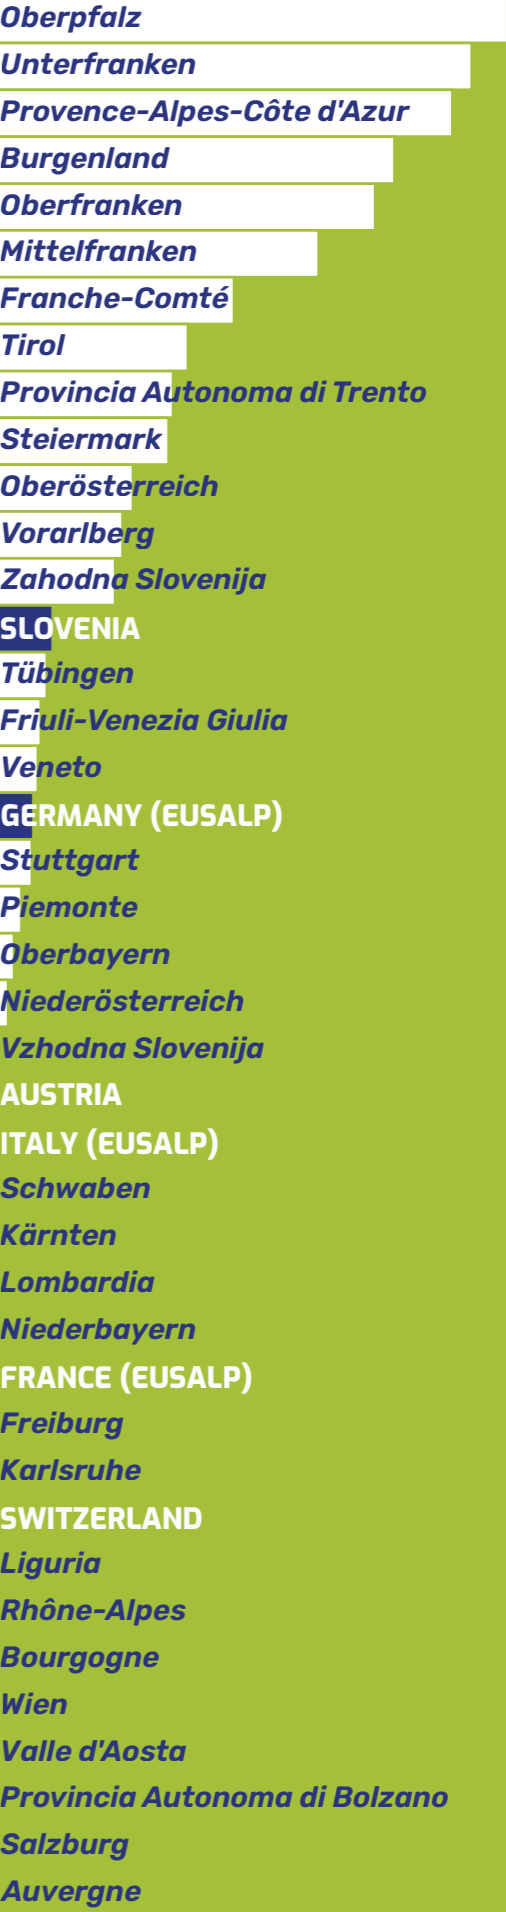 Oberpfalz
Unterfranken
Provence-Alpes-Côte d'Azur
Burgenland
Oberfranken
Mittelfranken
Franche-Comté
Tirol
Provincia Autonoma di Trento
Steiermark
Oberösterreich
Vorarlberg
Zahodna Slovenija
SLOVENIA
Tübingen
Friuli-Venezia Giulia
Veneto
GERMANY (EUSALP)
Stuttgart
Piemonte
Oberbayern
Niederösterreich
Vzhodna Slovenija
AUSTRIA
ITALY (EUSALP)
Schwaben
Kärnten
Lombardia
Niederbayern
FRANCE (EUSALP)
Freiburg
Karlsruhe
SWITZERLAND
Liguria
Rhône-Alpes
Bourgogne
Wien
Valle d'Aosta
Provincia Autonoma di Bolzano
Salzburg
Auvergne